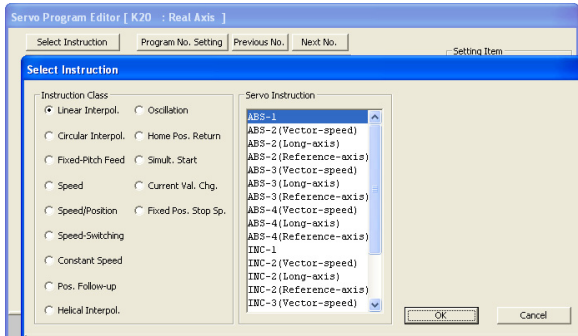 Servo Program Editor [ K20 : Real Axis ]
Select Instruction Program No. Setting Previous No. Next No.
Setting Item
Select Instruction
Instruction Class
Linear Interpol. Oscillation
Circular Interpol. Home Pos. Return
Fixed-Pitch Feed Simult. Start
Speed Current Val. Chg.
Speed/Position Fixed Pos. Stop Sp.
Speed-Switching
Constant Speed
Pos. Follow-up
Helical Interpol.
Servo Instruction
ABS-1
ABS-2(Vector-speed)
ABS-2(Long-axis)
ABS-2(Reference-axis)
ABS-3(Vector-speed)
ABS-3(Long-axis)
ABS-3(Reference-axis)
ABS-4(Vector-speed)
ABS-4(Long-axis)
ABS-4(Reference-axis)
INC-1
INC-2(Vector-speed)
INC-2(Long-axis)
INC-2(Reference-axis)
INC-3(Vector-speed)
OK Cancel